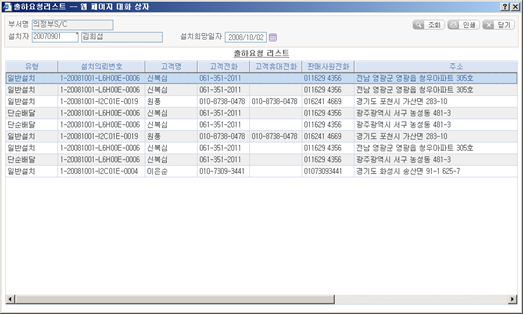 출하요청리스트 -- 웹 페이지 대화 상자
부서명 의정부S/C 조회 인쇄 닫기
설치자 20070901 김희섭 설치희망일자 2008/10/02
출하요청 리스트
유형 설치의뢰번호 고객명 고객전화 고객휴대전화 판매사원전화 주소
일반설치 1-20081001-L6H00E-0006 신복심 061-351-2011 011629 4356 전남 영광군 영광읍 청우아파트 305호
일반설치 1-20081001-L6H00E-0006 신복심 061-351-2011 011629 4356 전남 영광군 영광읍 청우아파트 305호
일반설치 1-20081001-I2C01E-0019 원풍 010-8738-0478 010-8738-0478 016241 4669 경기도 포천시 가산면 283-10
단순배달 1-20081001-L6H00E-0006 신복심 061-351-2011 011629 4356 광주광역시 서구 농성동 481-3
단순배달 1-20081001-L6H00E-0006 신복심 061-351-2011 011629 4356 광주광역시 서구 농성동 481-3
일반설치 1-20081001-I2C01E-0019 원풍 010-8738-0478 010-8738-0478 016241 4669 경기도 포천시 가산면 283-10
일반설치 1-20081001-L6H00E-0006 신복심 061-351-2011 011629 4356 전남 영광군 영광읍 청우아파트 305호
단순배달 1-20081001-L6H00E-0006 신복심 061-351-2011 011629 4356 광주광역시 서구 농성동 481-3
일반설치 1-20081001-I2C01E-0004 이은순 010-7309-3441 01073093441 경기도 화성시 송산면 91-1 625-7